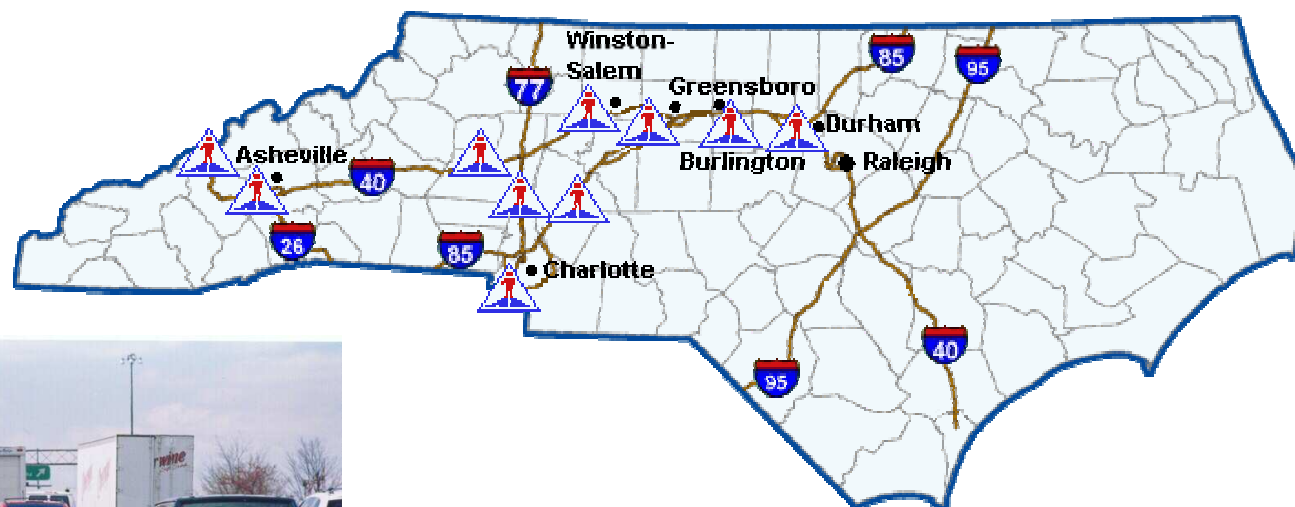 Winston-
Salem
Greensboro
85
95
77
Durham
Burlington
Raleigh
Asheville
40
26
85
Charlotte
95
40